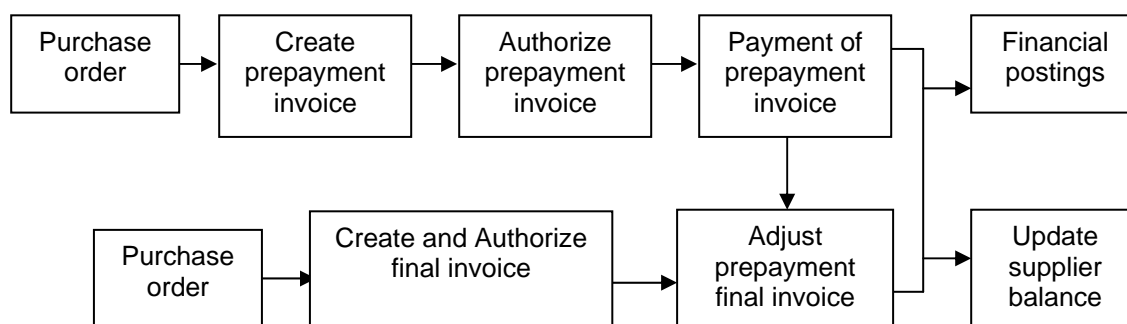 Purchase
order
Create
prepayment
invoice
Authorize
prepayment
invoice
Payment of
prepayment
invoice
Financial
postings
Purchase
order
Create and Authorize
final invoice
Adjust
prepayment
final invoice
Update
supplier
balance